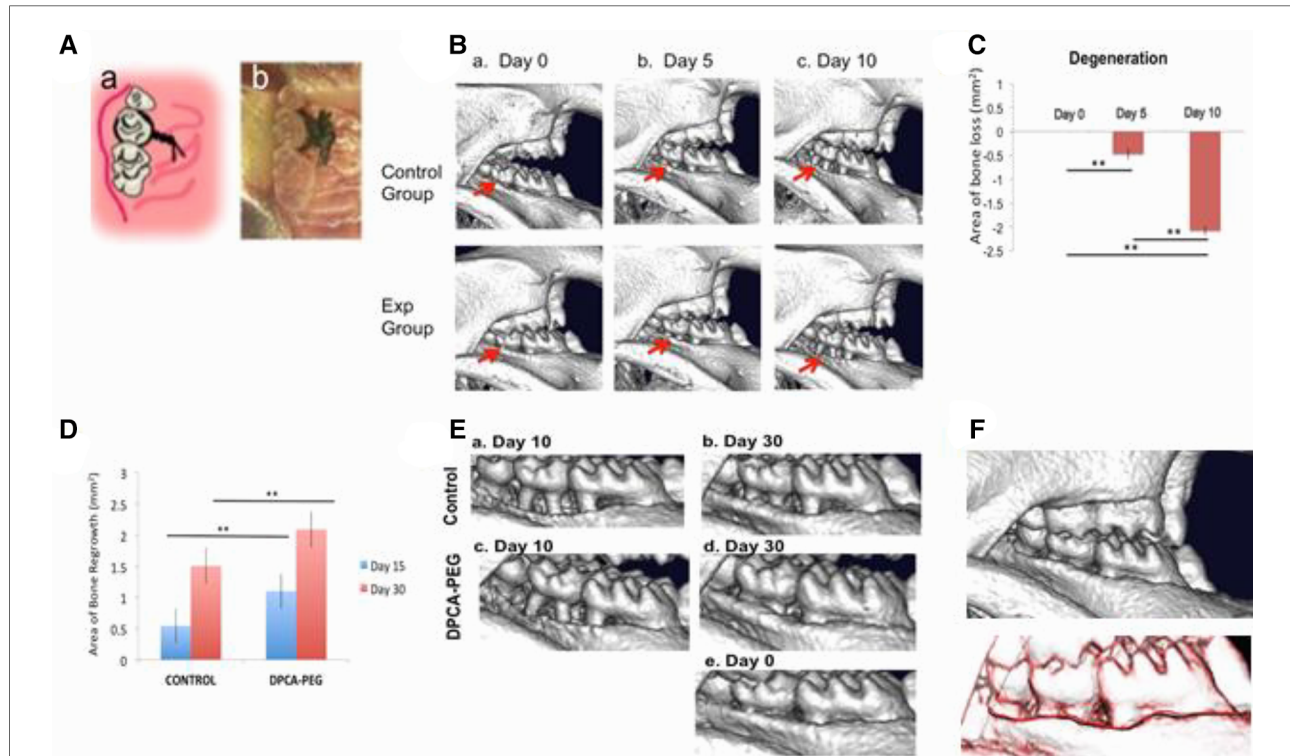 A
a
b
B
a. Day 0
b. Day 5
c. Day 10
Control
Group
Exp
Group
C
Degeneration
Area of bone loss (mm²)
1
0.5
0
-0.5
-1
-1.5
-2
-2.5
Day 0
Day 5
Day 10
**
**
**
D
Area of Bone Regrowth (mm²)
3
2.5
2
1.5
1
0.5
0
**
**
CONTROL
DPCA-PEG
Day 15
Day 30
E
a. Day 10
b. Day 30
Control
c. Day 10
d. Day 30
DPCA-PEG
e. Day 0
F